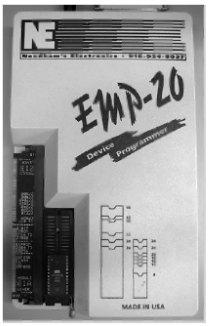 NE
Needham's Electronics • 916-924-8037
EMP-20
Device
Programmer
MADE IN USA